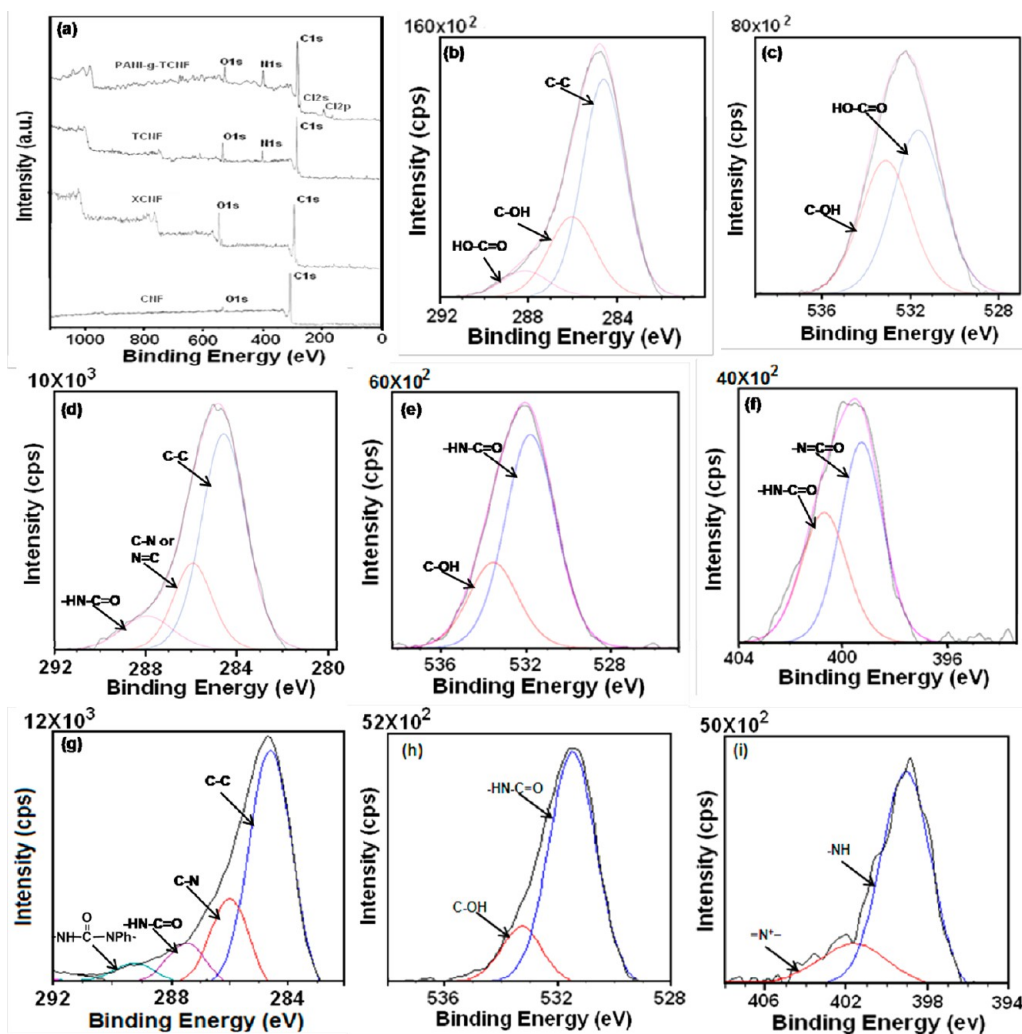 (a)
C1s
PANI-g-TCNF
O1s
N1s
Cl2s
Cl2p
C1s
TCNF
O1s
N1s
XCNF
O1s
C1s
CNF
O1s
C1s
Intensity (a.u.)
1000 800 600 400 200 0
Binding Energy (eV)
160x10²
(b)
C-C
C-OH
HO-C=O
Intensity (cps)
292 288 284
Binding Energy (eV)
80x10²
(c)
HO-C=O
C-OH
Intensity (cps)
536 532 528
Binding Energy (eV)
10X10³
(d)
C-C
C-N or
N=C
-HN-C=O
Intensity (cps)
292 288 284 280
Binding Energy (eV)
60X10²
(e)
-HN-C=O
C-OH
Intensity (cps)
536 532 528
Binding Energy (eV)
40X10²
(f)
-N=C=O
-HN-C=O
Intensity (cps)
404 400 396
Binding Energy (eV)
12X10³
(g)
C-C
C-N
-HN-C=O
O
-NH-C-NPh-
Intensity (cps)
292 288 284
Binding Energy (eV)
52X10²
(h)
-HN-C=O
C-OH
Intensity (cps)
536 532 528
Binding Energy (eV)
50X10²
(i)
-NH
=N⁺-
Intensity (cps)
406 402 398 394
Binding Energy (eV)